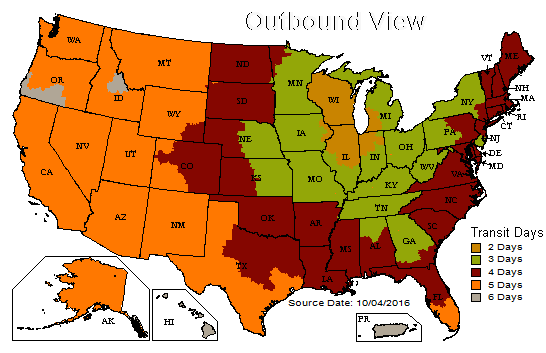 Outbound View
WA
MT
ND
MN
VT
ME
OR
ID
WY
SD
WI
MI
NY
NH
MA
RI
CT
NV
UT
CO
NE
IA
IL
IN
OH
PA
NJ
DE
MD
CA
KS
MO
WV
VA
KY
AZ
NM
OK
AR
TN
NC
SC
TX
LA
MS
AL
GA
FL
Transit Days
2 Days
3 Days
4 Days
5 Days
6 Days
Source Date: 10/04/2016
AK
HI
PR